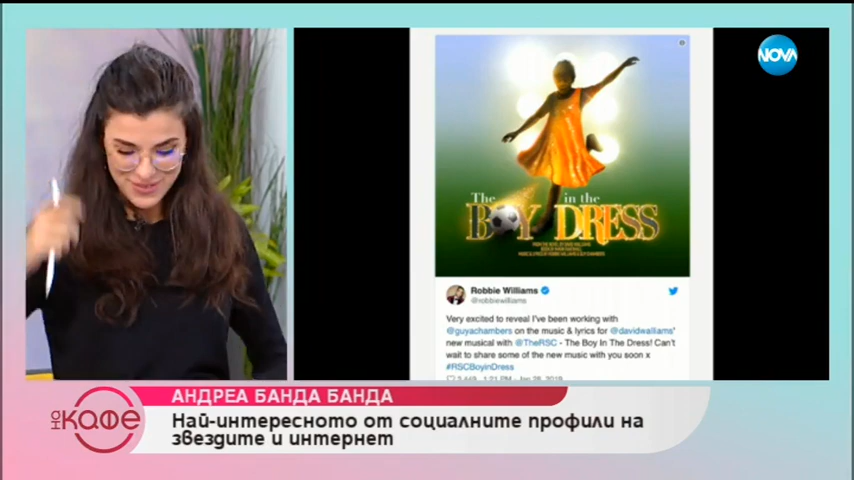 NOVA
The
in the
BOY DRESS
Robbie Williams
@robbiewilliams
Very excited to reveal I've been working with
@guyachambers on the music & lyrics for @davidwalliams'
new musical with @TheRSC - The Boy In The Dress! Can't
wait to share some of the new music with you soon x
#RSCBoyinDress
АНДРЕА БАНДА БАНДА
на
кафе
Най-интересното от социалните профили на
звездите и интернет